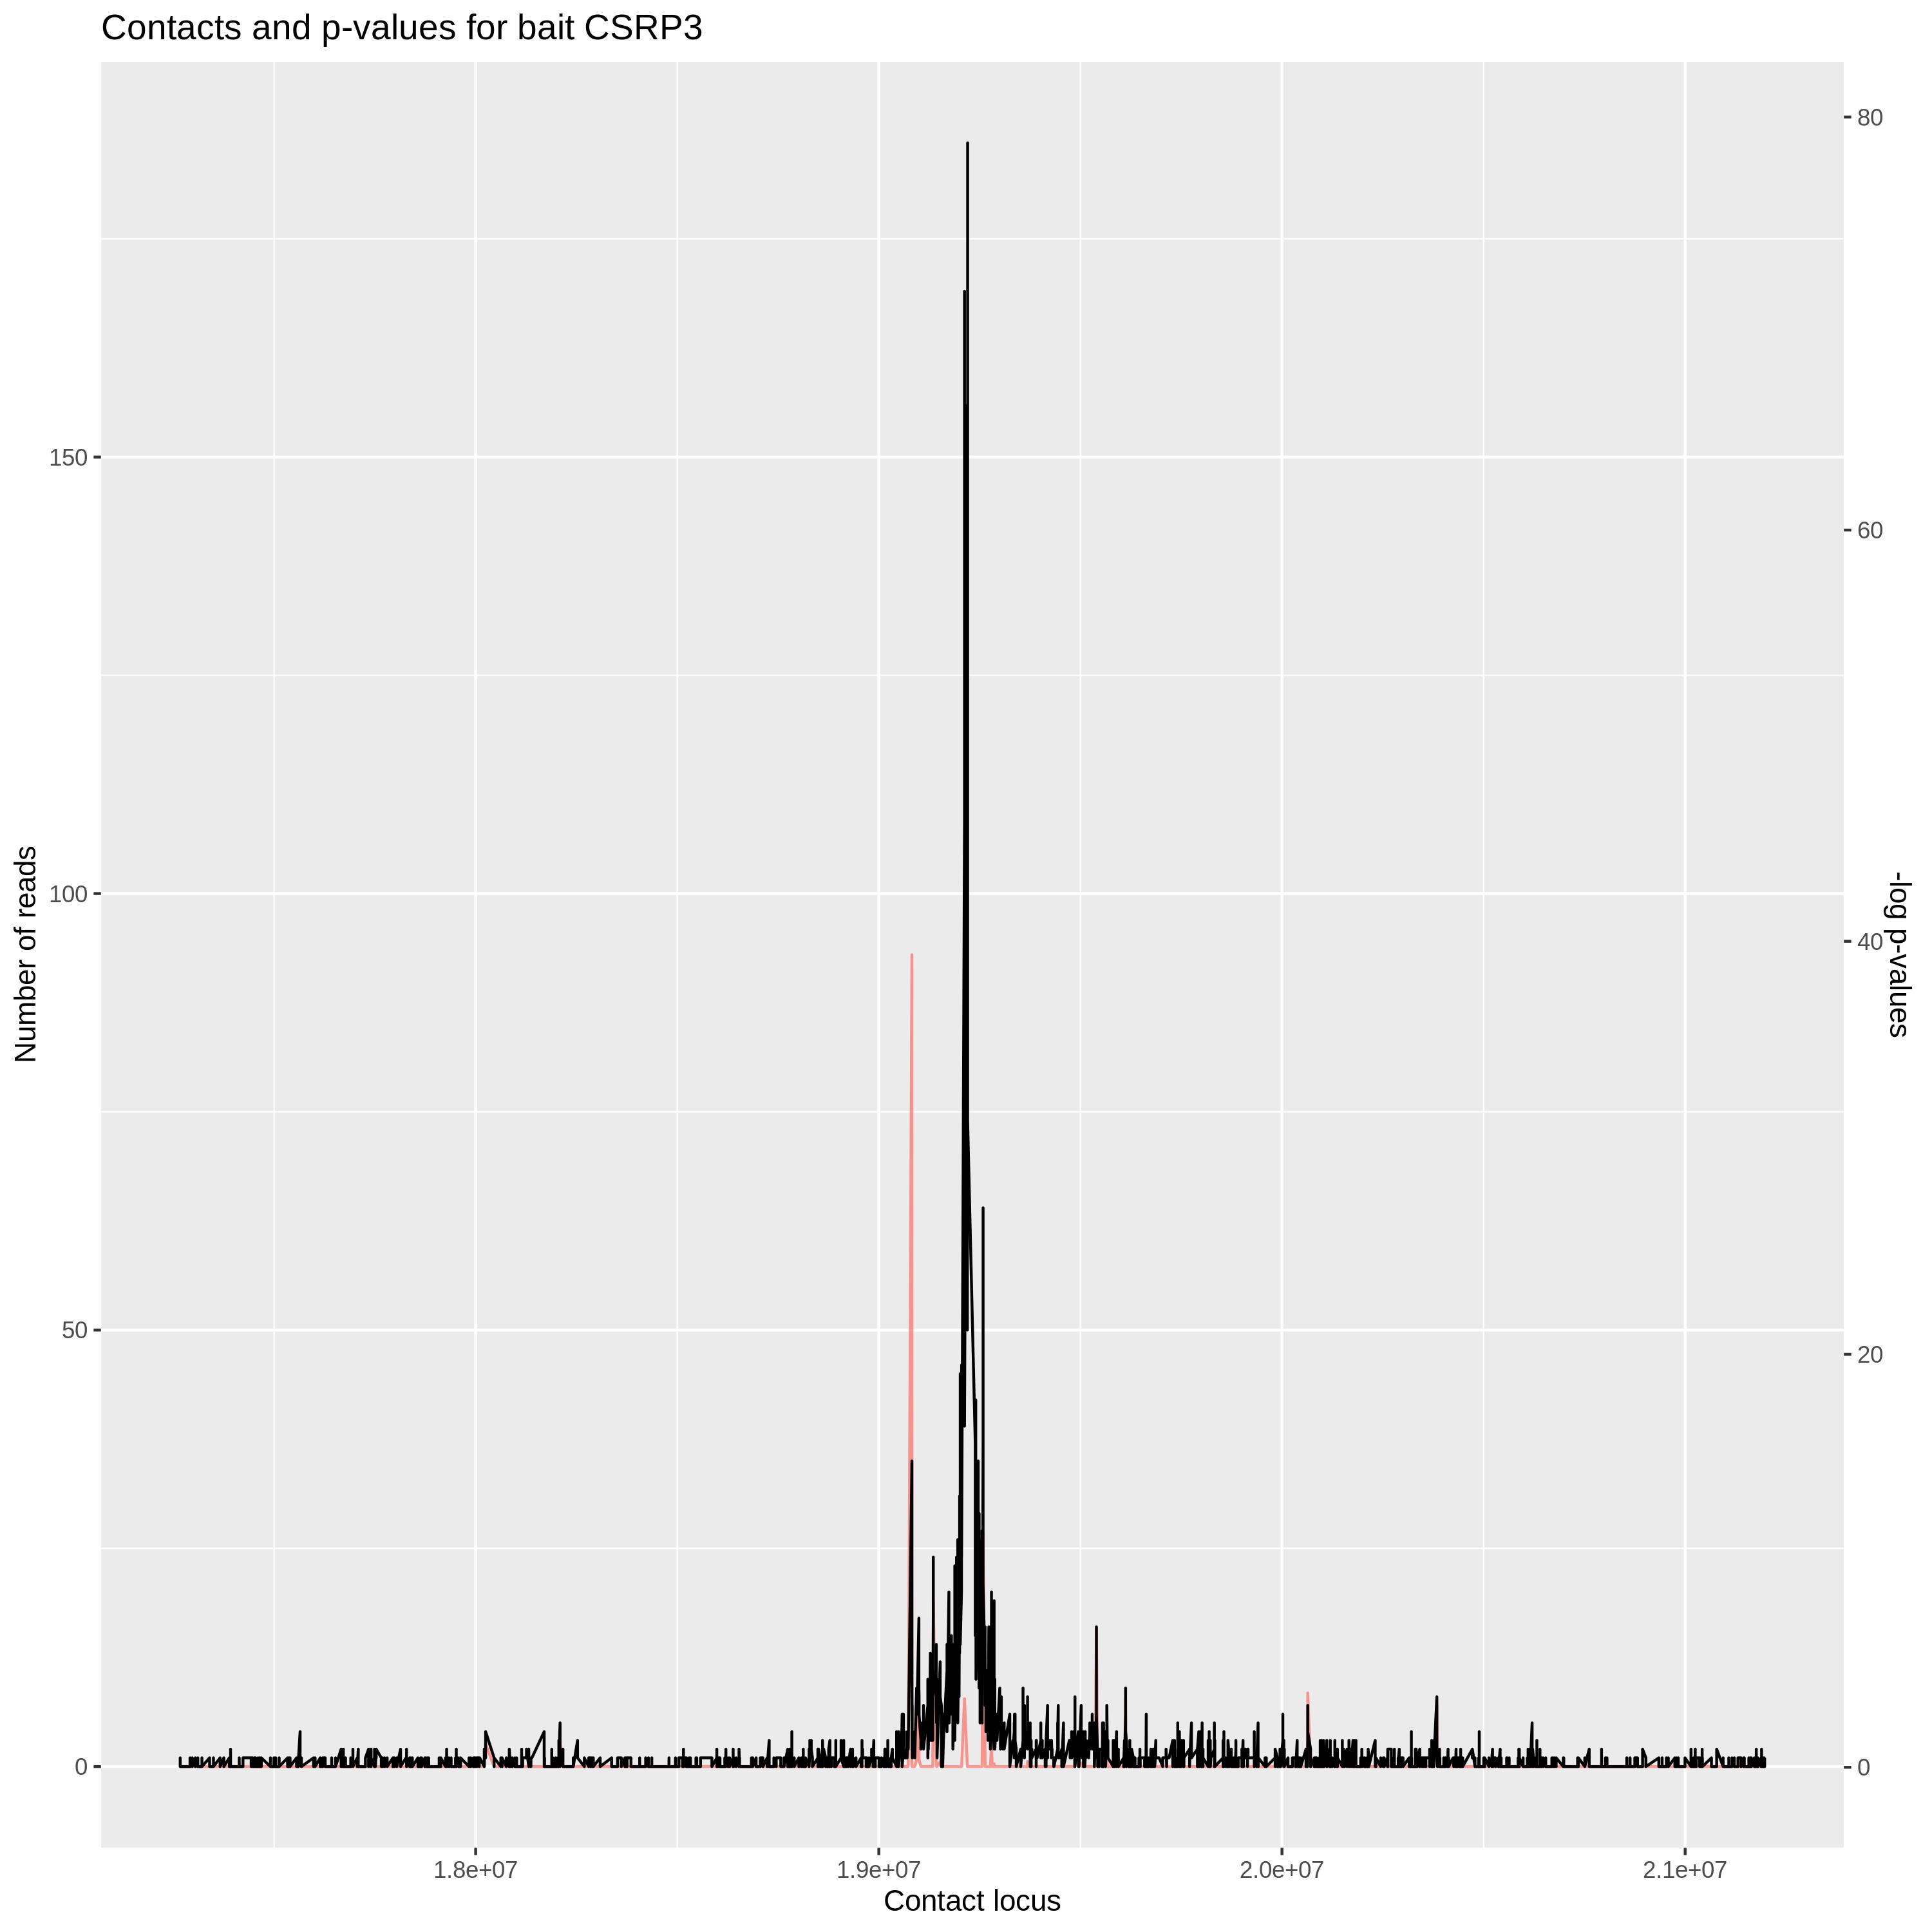 Contacts and p-values for bait CSRP3
Number of reads
150
100
50
0
80
60
40
20
0
-log p-values
1.8e+07
1.9e+07
2.0e+07
2.1e+07
Contact locus